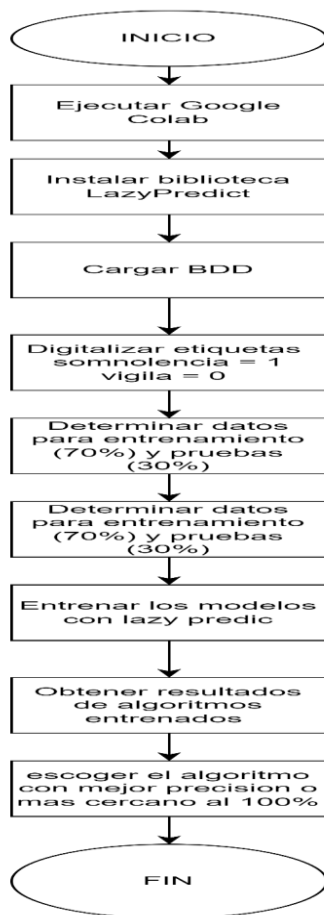 INICIO
Ejecutar Google
Colab
Instalar biblioteca
LazyPredict
Cargar BDD
Digitalizar etiquetas
somnolencia = 1
vigila = 0
Determinar datos
para entrenamiento
(70%) y pruebas
(30%)
Determinar datos
para entrenamiento
(70%) y pruebas
(30%)
Entrenar los modelos
con lazy predic
Obtener resultados
de algoritmos
entrenados
escoger el algoritmo
con mejor precision o
mas cercano al 100%
FIN